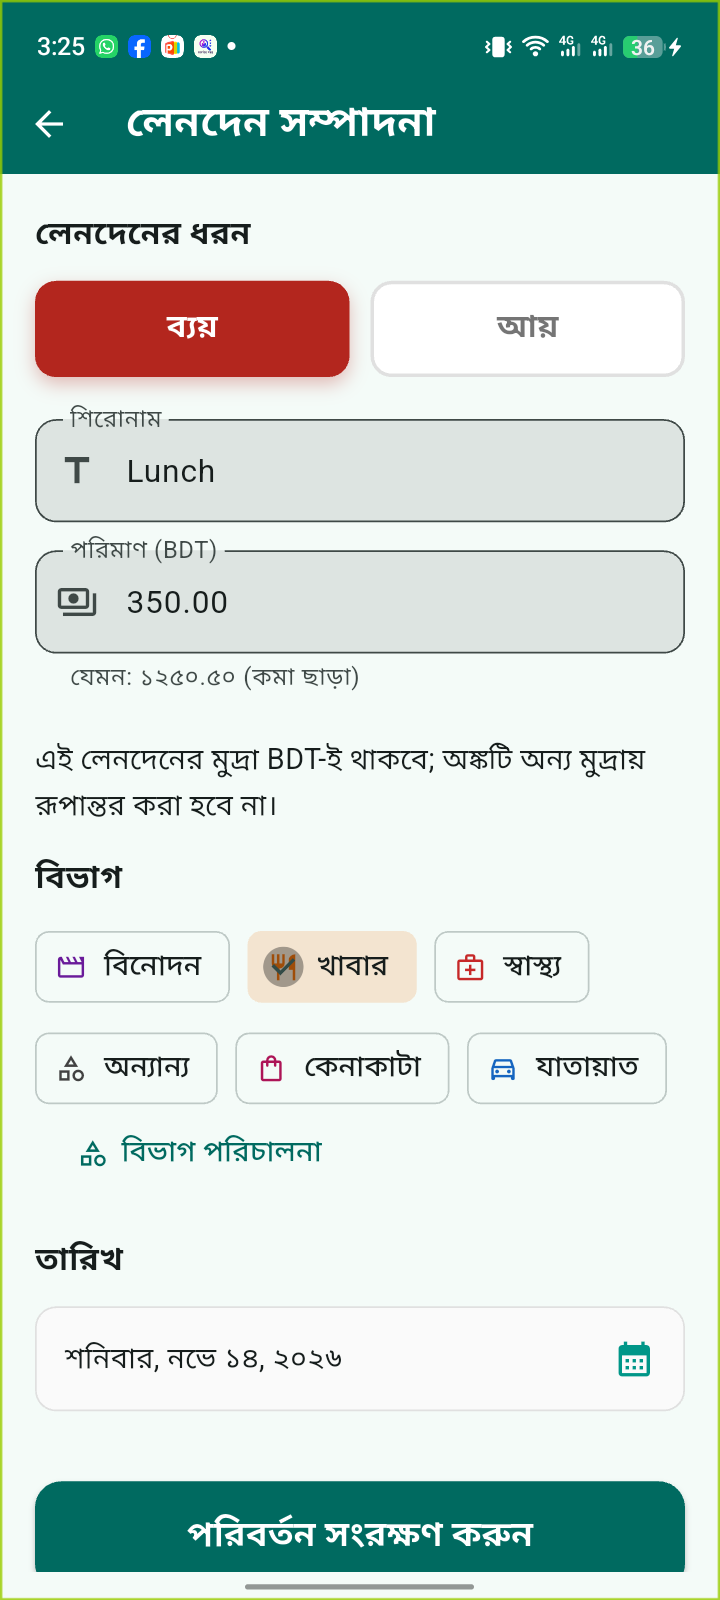 3:25
4G 4G 36
লেনদেন সম্পাদনা
লেনদেনের ধরন
ব্যয় আয়
শিরোনাম
Lunch
পরিমাণ (BDT)
350.00
যেমন: ১২৫০.৫০ (কমা ছাড়া)
এই লেনদেনের মুদ্রা BDT-ই থাকবে; অঙ্কটি অন্য মুদ্রায়
রূপান্তর করা হবে না।
বিভাগ
বিনোদন খাবার স্বাস্থ্য
অন্যান্য কেনাকাটা যাতায়াত
বিভাগ পরিচালনা
তারিখ
শনিবার, নভে ১৪, ২০২৬
পরিবর্তন সংরক্ষণ করুন